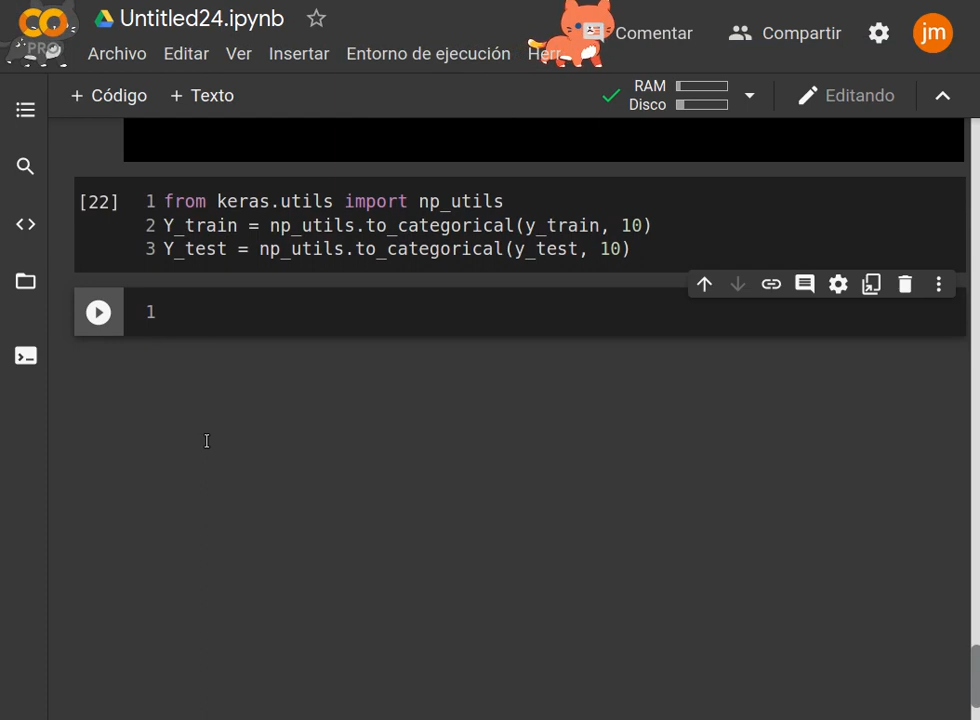 Untitled24.ipynb
PRO
Archivo Editar Ver Insertar Entorno de ejecución Herr
Comentar Compartir jm
+ Código + Texto
RAM
Disco
Editando
[22] 1 from keras.utils import np_utils
2 Y_train = np_utils.to_categorical(y_train, 10)
3 Y_test = np_utils.to_categorical(y_test, 10)
1